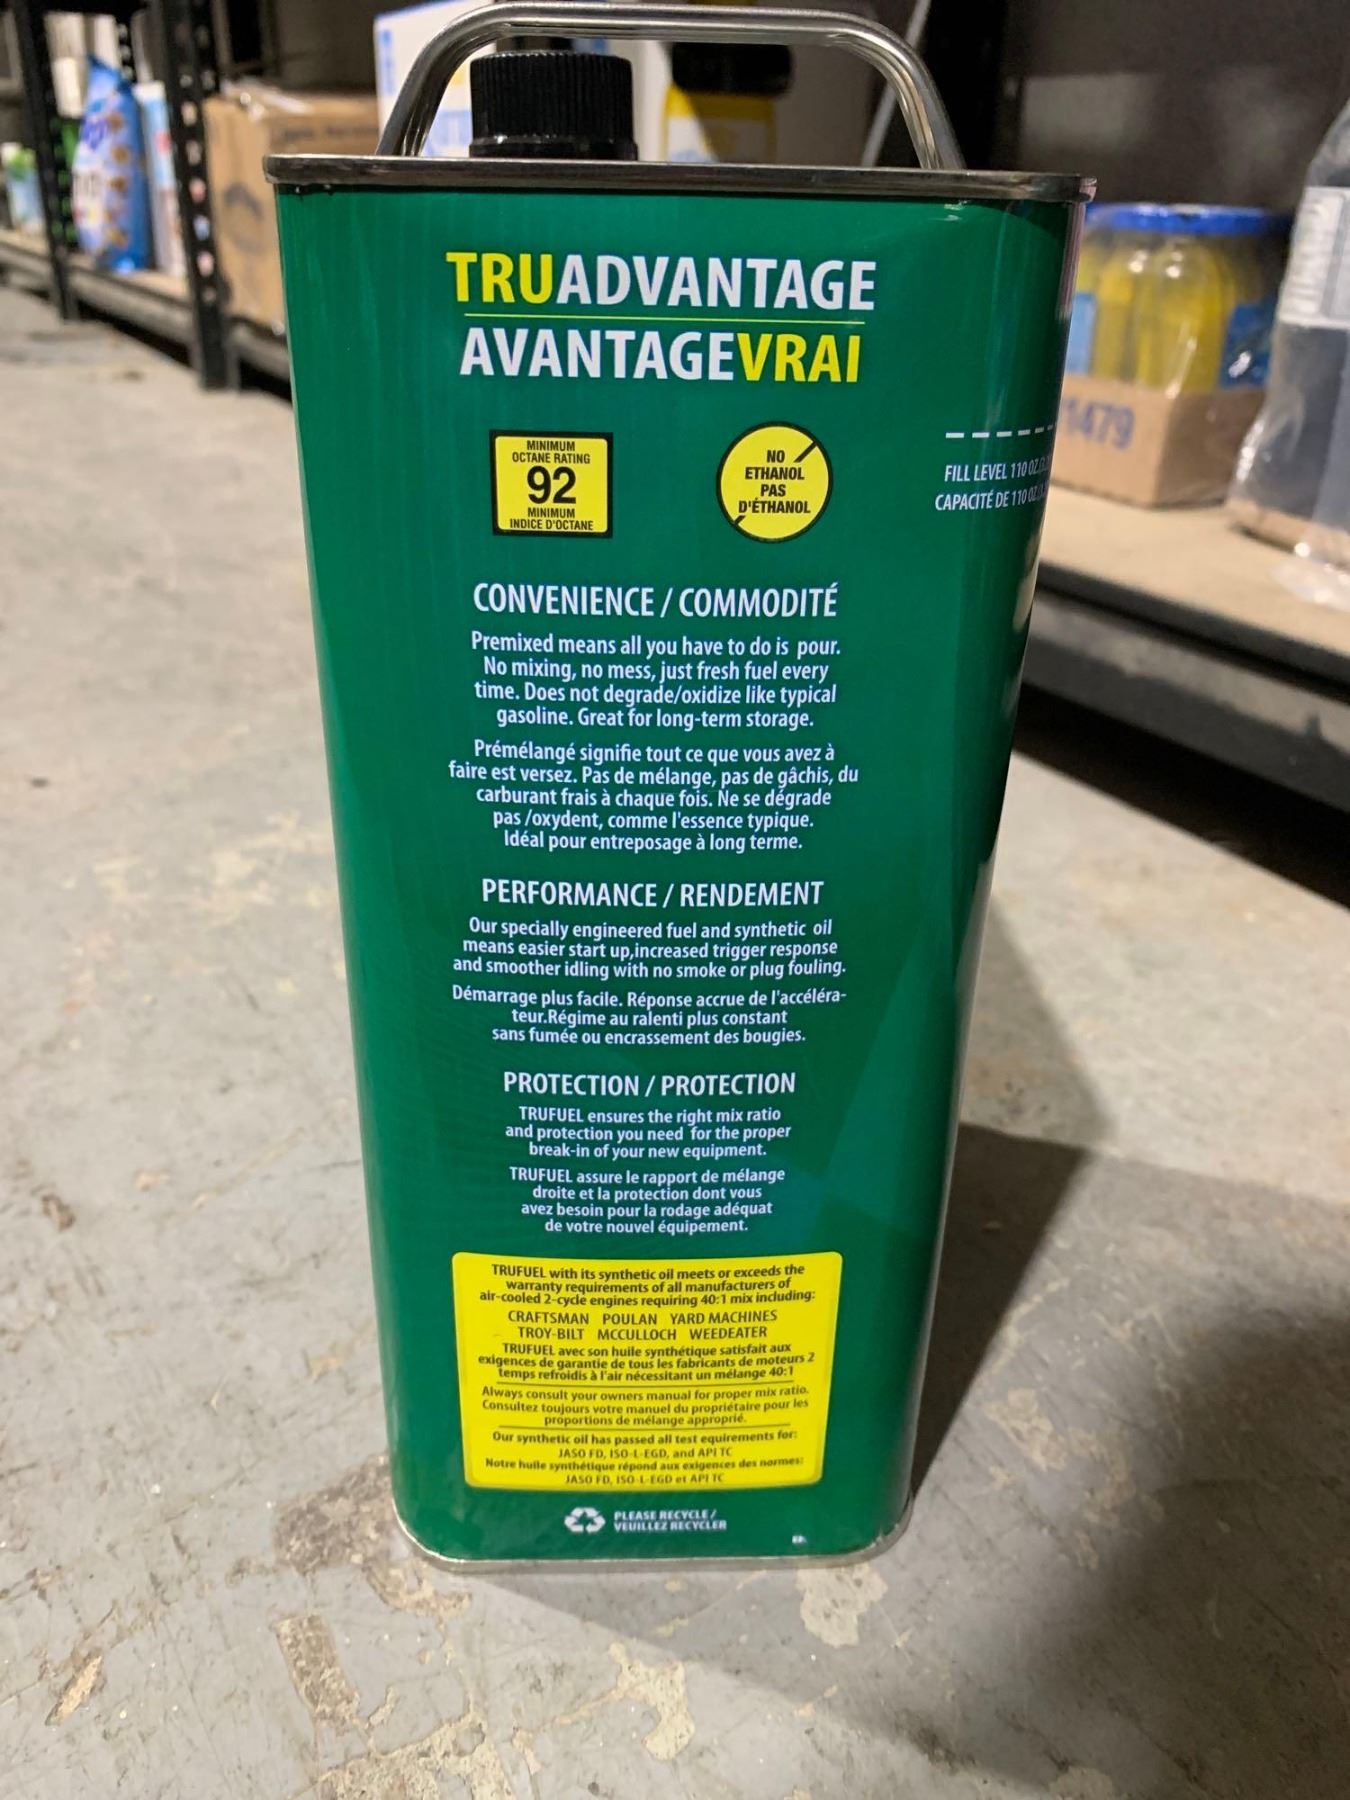 TRUADVANTAGE
AVANTAGEVRAI
MINIMUM
OCTANE RATING
92
MINIMUM
INDICE D'OCTANE
NO
ETHANOL
PAS
D'ÉTHANOL
FILL LEVEL 110 OZ.
CAPACITÉ DE 110 OZ.
1479
CONVENIENCE / COMMODITÉ
Premixed means all you have to do is pour.
No mixing, no mess, just fresh fuel every
time. Does not degrade/oxidize like typical
gasoline. Great for long-term storage.
Prémélangé signifie tout ce que vous avez à
faire est versez. Pas de mélange, pas de gâchis, du
carburant frais à chaque fois. Ne se dégrade
pas /oxydent, comme l'essence typique.
Idéal pour entreposage à long terme.
PERFORMANCE / RENDEMENT
Our specially engineered fuel and synthetic oil
means easier start up,increased trigger response
and smoother idling with no smoke or plug fouling.
Démarrage plus facile. Réponse accrue de l'accéléra-
teur.Régime au ralenti plus constant
sans fumée ou encrassement des bougies.
PROTECTION / PROTECTION
TRUFUEL ensures the right mix ratio
and protection you need for the proper
break-in of your new equipment.
TRUFUEL assure le rapport de mélange
droite et la protection dont vous
avez besoin pour la rodage adéquat
de votre nouvel équipement.
TRUFUEL with its synthetic oil meets or exceeds the
warranty requirements of all manufacturers of
air-cooled 2-cycle engines requiring 40:1 mix including:
CRAFTSMAN POULAN YARD MACHINES
TROY-BILT MCCULLOCH WEEDEATER
TRUFUEL avec son huile synthétique satisfait aux
exigences de garantie de tous les fabricants de moteurs 2
temps refroidis à l'air nécessitant un mélange 40:1
Always consult your owners manual for proper mix ratio.
Consultez toujours votre manuel du propriétaire pour les
proportions de mélange approprié.
Our synthetic oil has passed all test equirements for:
JASO FD, ISO-L-EGD, and API TC
Notre huile synthétique répond aux exigences des normes:
JASO FD, ISO-L-EGD et API TC
PLEASE RECYCLE /
VEUILLEZ RECYCLER